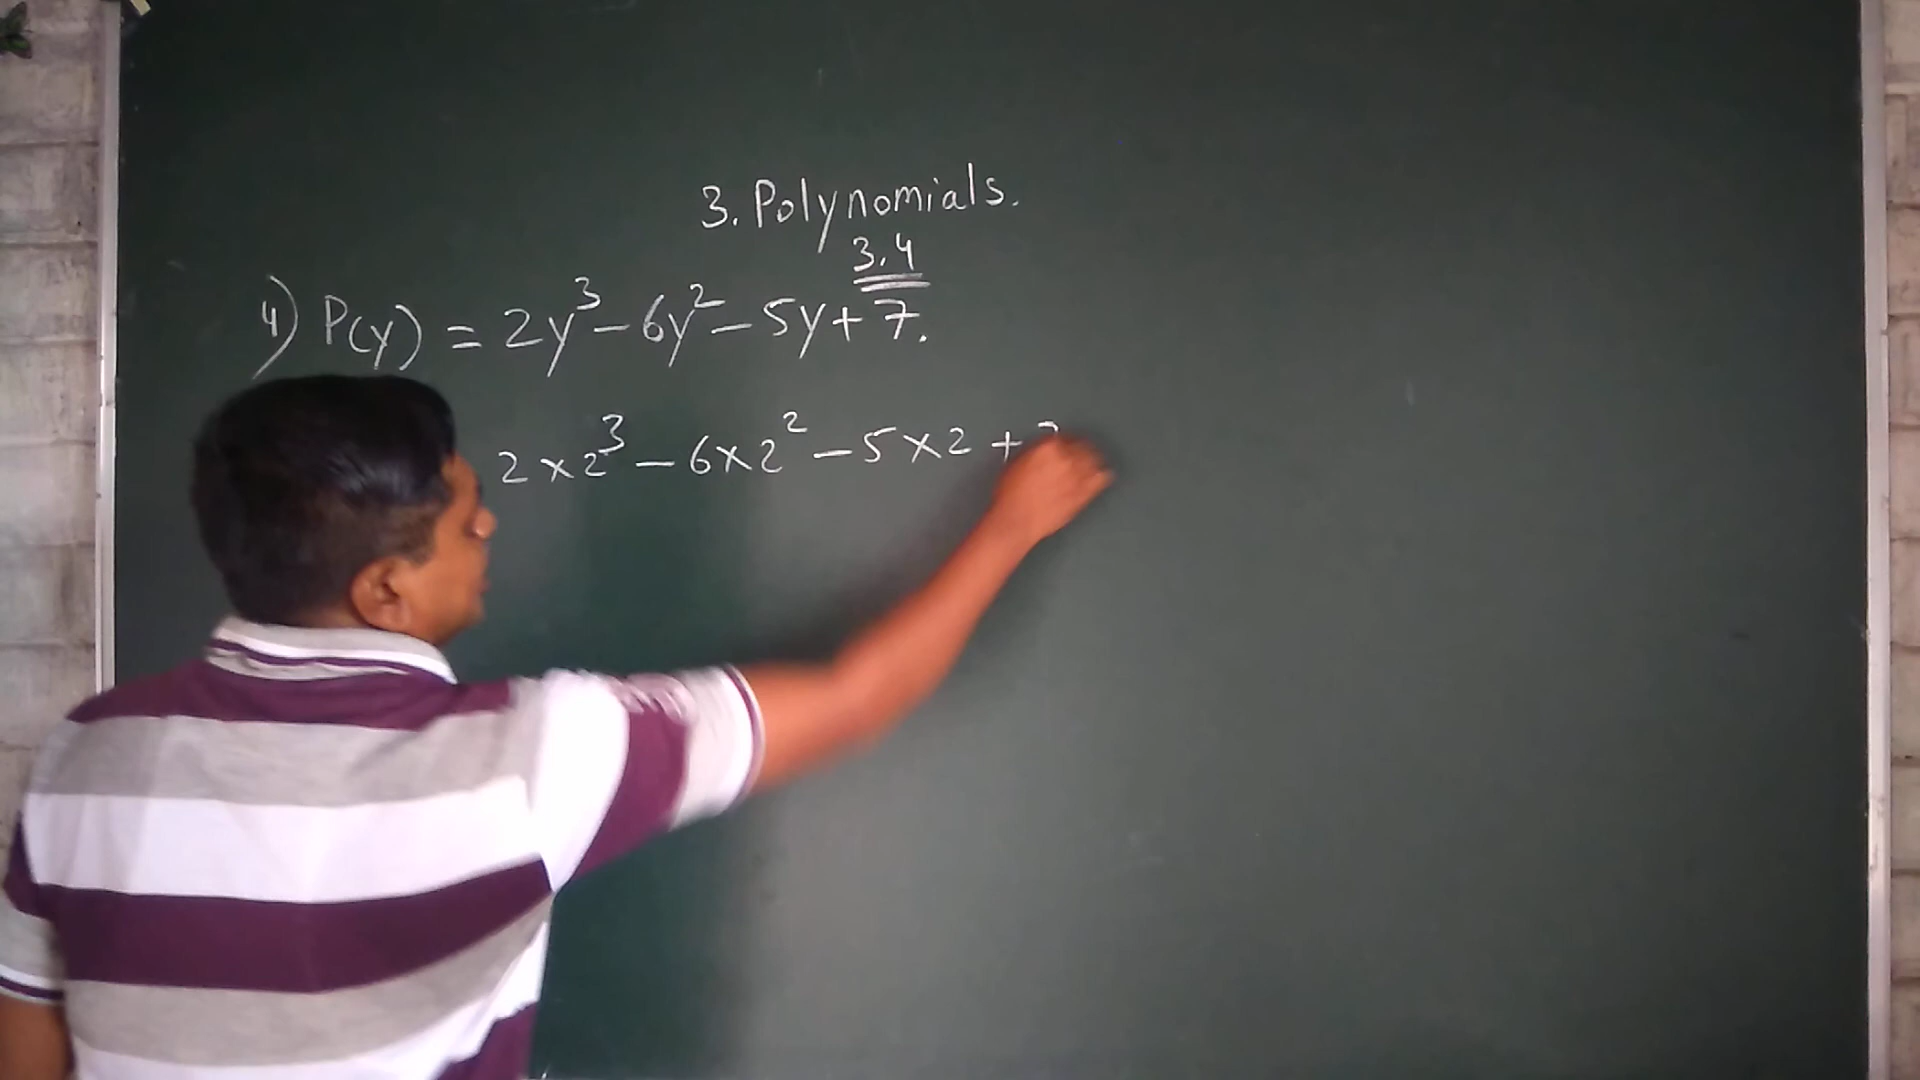 3. Polynomials.
3.4
4) P(y) = 2y³ – 6y² – 5y + 7.
2 × 2³ – 6 × 2² – 5 × 2 +